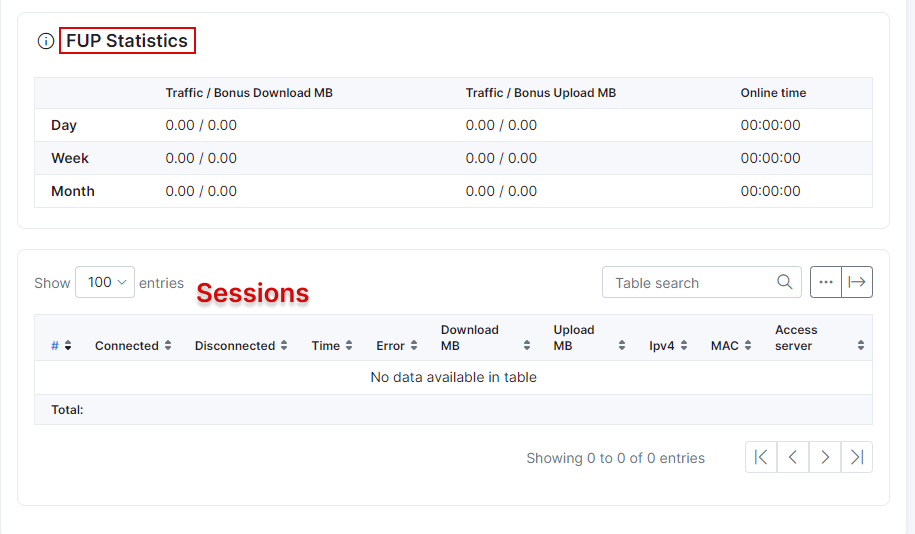 FUP Statistics
Traffic / Bonus Download MB Traffic / Bonus Upload MB Online time
Day 0.00 / 0.00 0.00 / 0.00 00:00:00
Week 0.00 / 0.00 0.00 / 0.00 00:00:00
Month 0.00 / 0.00 0.00 / 0.00 00:00:00
Show 100 entries Sessions Table search
# Connected Disconnected Time Error Download MB Upload MB Ipv4 MAC Access server
No data available in table
Total:
Showing 0 to 0 of 0 entries